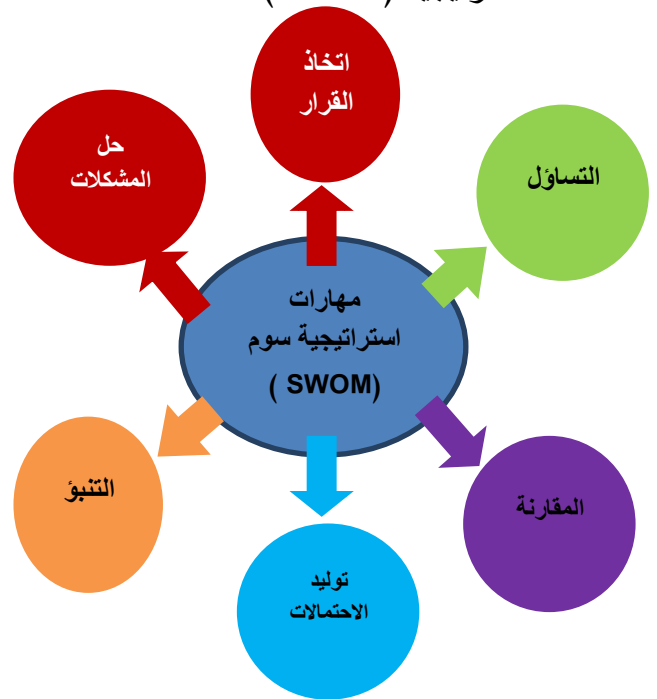 اتخاذ
القرار
التساؤل
حل
المشكلات
مهارات
استراتيجية سوم
( SWOM)
التنبؤ
المقارنة
توليد
الاحتمالات